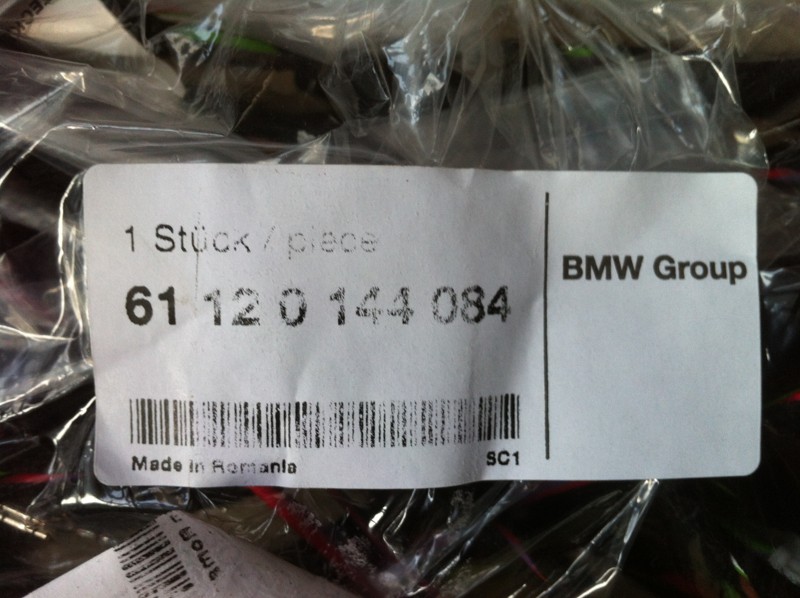 1 Stück / piece
61 12 0 144 084
Made in Romania
SC1
BMW Group